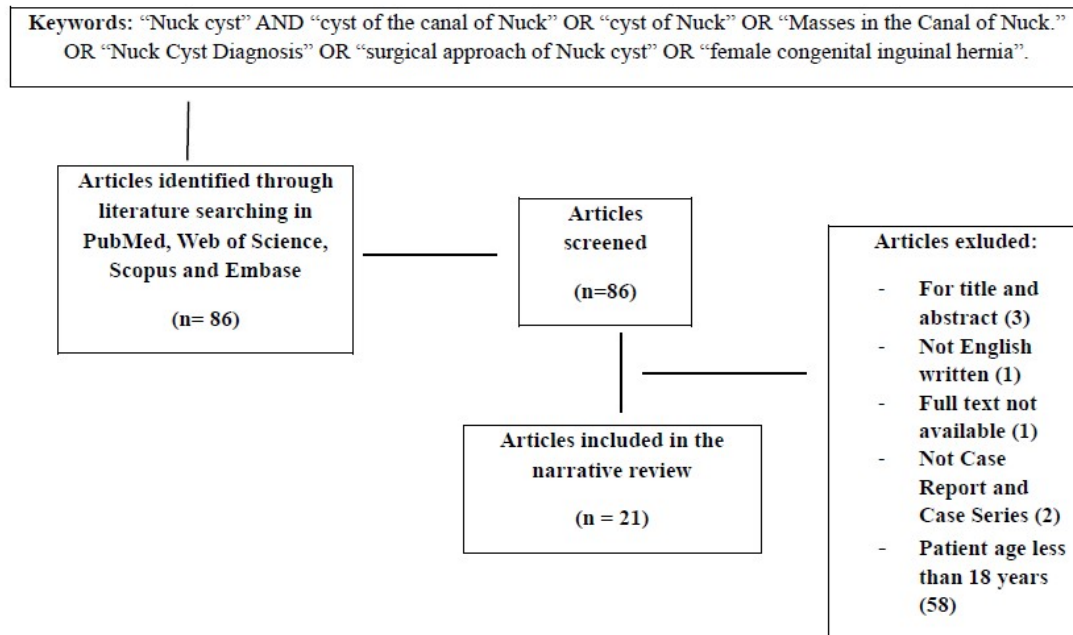 Keywords: “Nuck cyst” AND “cyst of the canal of Nuck” OR “cyst of Nuck” OR “Masses in the Canal of Nuck.”
OR “Nuck Cyst Diagnosis” OR “surgical approach of Nuck cyst” OR “female congenital inguinal hernia”.
Articles identified through
literature searching in
PubMed, Web of Science,
Scopus and Embase
(n= 86)
Articles
screened
(n=86)
Articles exluded:
- For title and
abstract (3)
- Not English
written (1)
- Full text not
available (1)
- Not Case
Report and
Case Series (2)
- Patient age less
than 18 years
(58)
Articles included in the
narrative review
(n = 21)